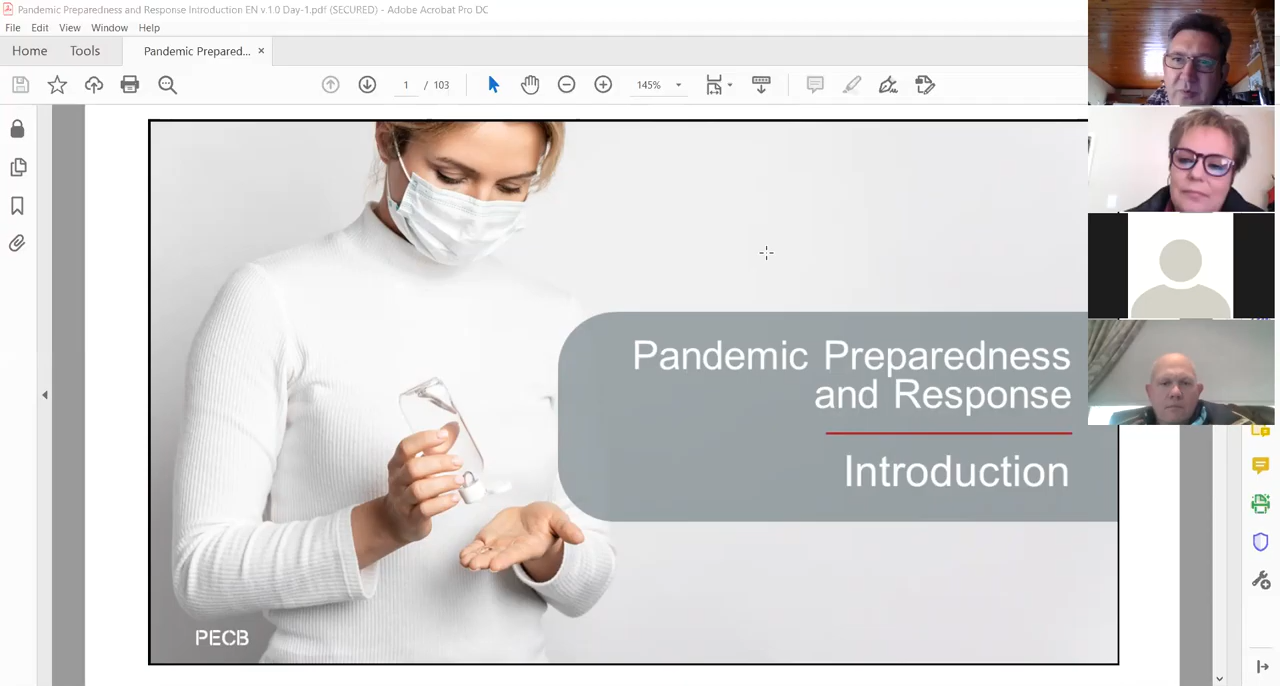 Pandemic Preparedness and Response Introduction EN v.1.0 Day-1.pdf (SECURED) - Adobe Acrobat Pro DC
File Edit View Window Help
Home Tools Pandemic Prepared... ×
1 / 103 145%
Pandemic Preparedness
and Response
Introduction
PECB